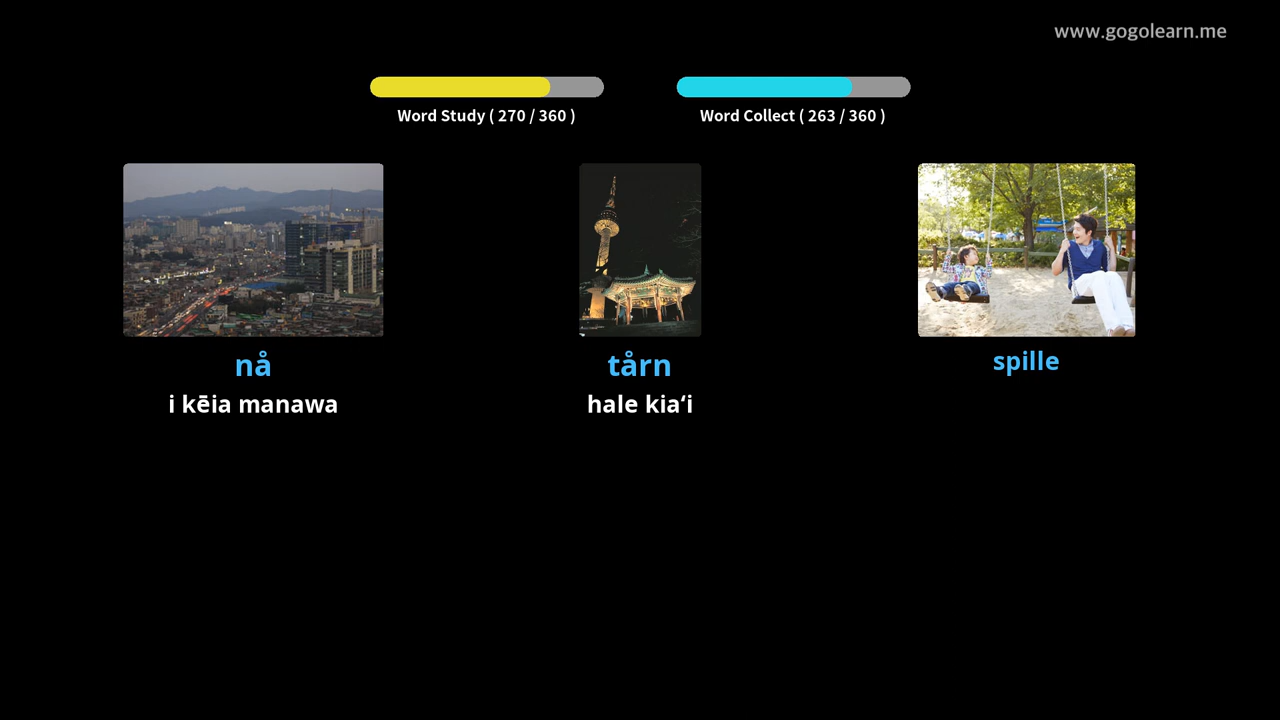 www.gogolearn.me
Word Study ( 270 / 360 )
Word Collect ( 263 / 360 )
nå
i kēia manawa
tårn
hale kiaʻi
spille